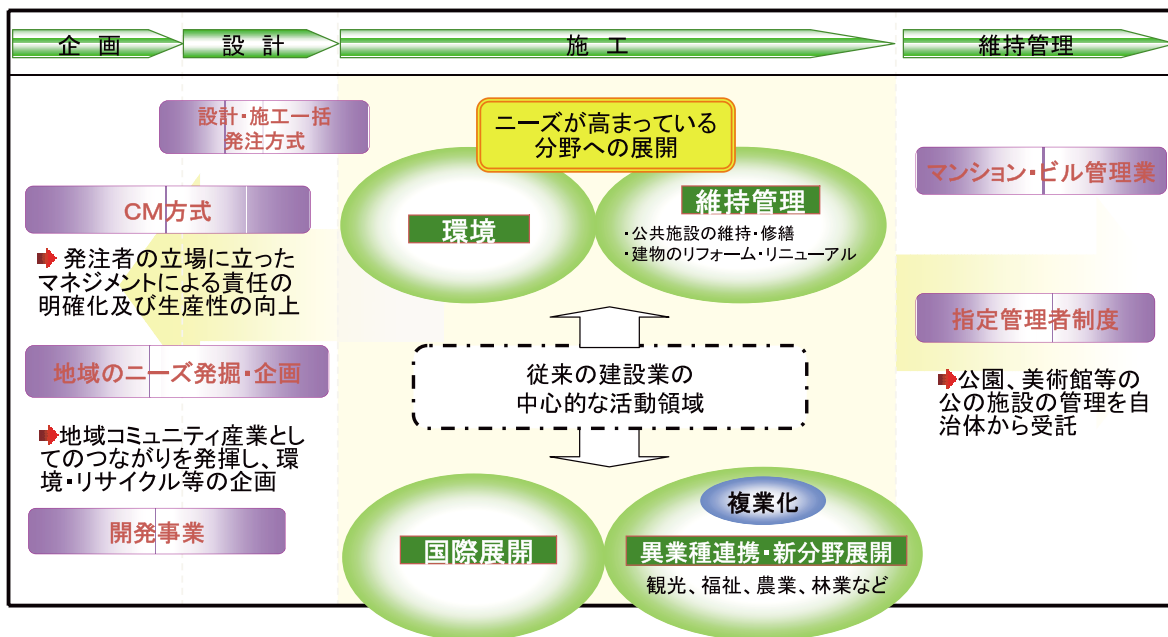 企 画
設 計
施 工
維持管理
設計・施工一括
発注方式
CM方式
➡ 発注者の立場に立った
マネジメントによる責任の
明確化及び生産性の向上
地域のニーズ発掘・企画
➡地域コミュニティ産業とし
てのつながりを発揮し、環
境・リサイクル等の企画
開発事業
ニーズが高まっている
分野への展開
環境
維持管理
・公共施設の維持・修繕
・建物のリフォーム・リニューアル
従来の建設業の
中心的な活動領域
国際展開
複業化
異業種連携・新分野展開
観光、福祉、農業、林業など
マンション・ビル管理業
指定管理者制度
➡公園、美術館等の
公の施設の管理を自
治体から受託